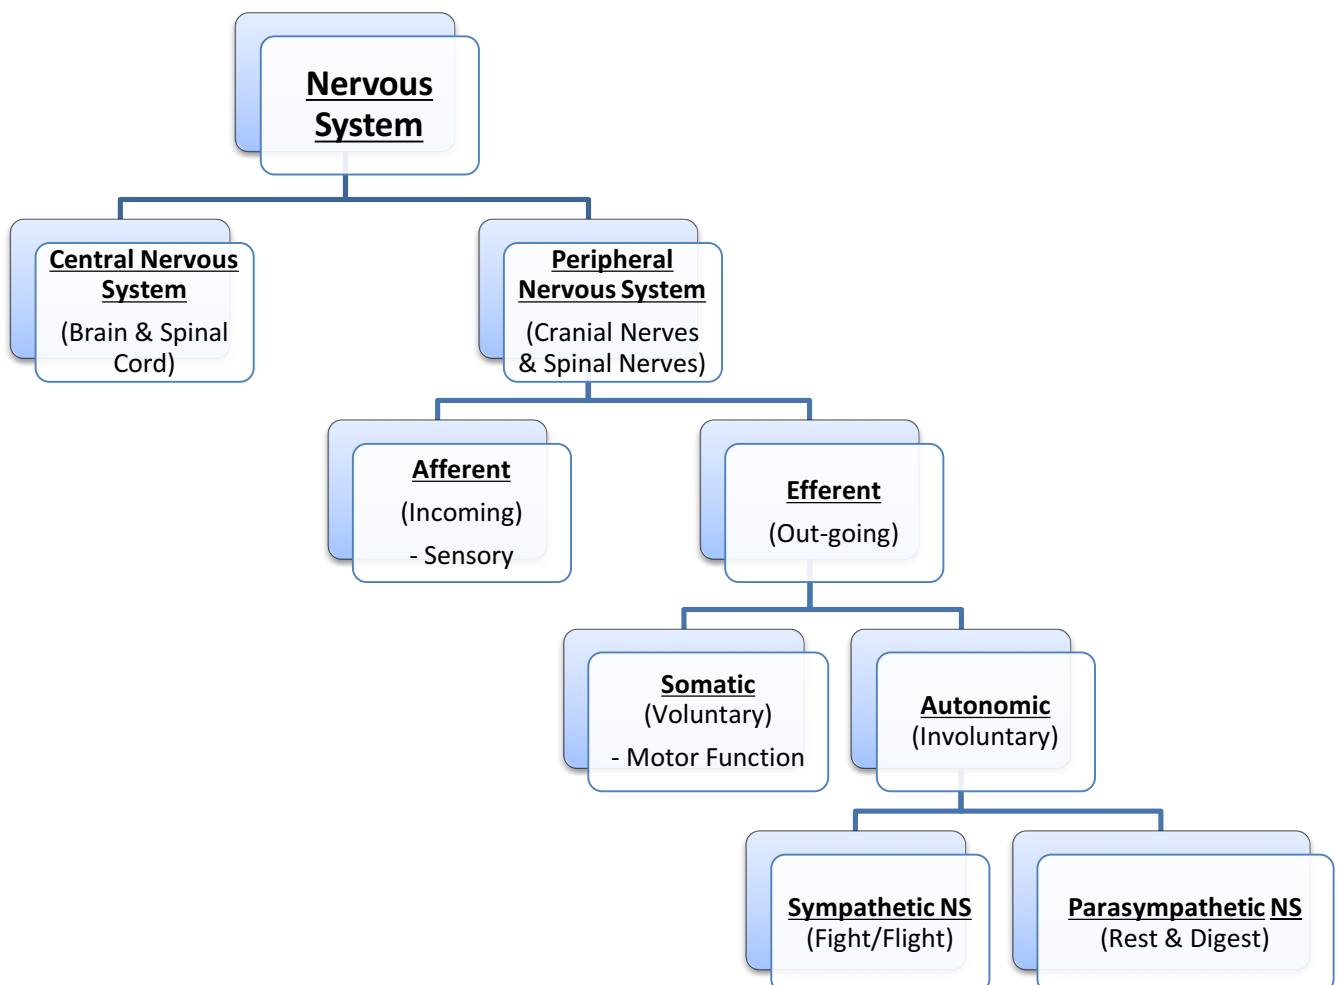 Nervous
System
Central Nervous
System
(Brain & Spinal
Cord)
Peripheral
Nervous System
(Cranial Nerves
& Spinal Nerves)
Afferent
(Incoming)
- Sensory
Efferent
(Out-going)
Somatic
(Voluntary)
- Motor Function
Autonomic
(Involuntary)
Sympathetic NS
(Fight/Flight)
Parasympathetic NS
(Rest & Digest)